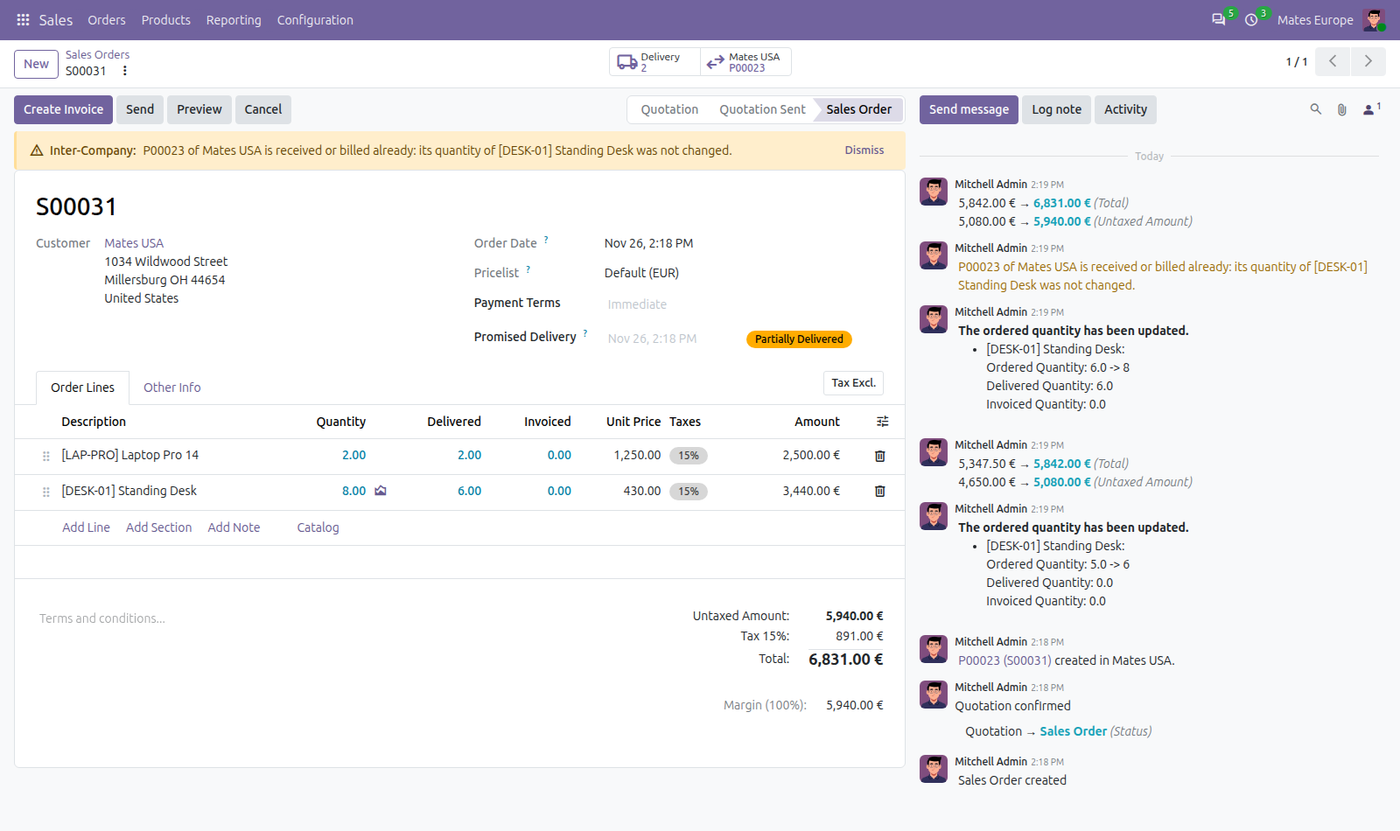 Sales Orders Products Reporting Configuration
5 3 Mates Europe
New
Sales Orders
S00031
Delivery
2
Mates USA
P00023
1 / 1
Create Invoice Send Preview Cancel
Quotation Quotation Sent Sales Order
Inter-Company: P00023 of Mates USA is received or billed already: its quantity of [DESK-01] Standing Desk was not changed. Dismiss
S00031
Customer Mates USA
1034 Wildwood Street
Millersburg OH 44654
United States
Order Date ? Nov 26, 2:18 PM
Pricelist ? Default (EUR)
Payment Terms Immediate
Promised Delivery ? Nov 26, 2:18 PM Partially Delivered
Order Lines Other Info Tax Excl.
Description Quantity Delivered Invoiced Unit Price Taxes Amount
[LAP-PRO] Laptop Pro 14 2.00 2.00 0.00 1,250.00 15% 2,500.00 €
[DESK-01] Standing Desk 8.00 6.00 0.00 430.00 15% 3,440.00 €
Add Line Add Section Add Note Catalog
Terms and conditions...
Untaxed Amount: 5,940.00 €
Tax 15%: 891.00 €
Total: 6,831.00 €
Margin (100%): 5,940.00 €
Send message Log note Activity 1
Today
Mitchell Admin 2:19 PM
5,842.00 € → 6,831.00 € (Total)
5,080.00 € → 5,940.00 € (Untaxed Amount)
Mitchell Admin 2:19 PM
P00023 of Mates USA is received or billed already: its quantity of [DESK-01]
Standing Desk was not changed.
Mitchell Admin 2:19 PM
The ordered quantity has been updated.
• [DESK-01] Standing Desk:
Ordered Quantity: 6.0 -> 8
Delivered Quantity: 6.0
Invoiced Quantity: 0.0
Mitchell Admin 2:19 PM
5,347.50 € → 5,842.00 € (Total)
4,650.00 € → 5,080.00 € (Untaxed Amount)
Mitchell Admin 2:19 PM
The ordered quantity has been updated.
• [DESK-01] Standing Desk:
Ordered Quantity: 5.0 -> 6
Delivered Quantity: 0.0
Invoiced Quantity: 0.0
Mitchell Admin 2:18 PM
P00023 (S00031) created in Mates USA.
Mitchell Admin 2:18 PM
Quotation confirmed
Quotation → Sales Order (Status)
Mitchell Admin 2:18 PM
Sales Order created